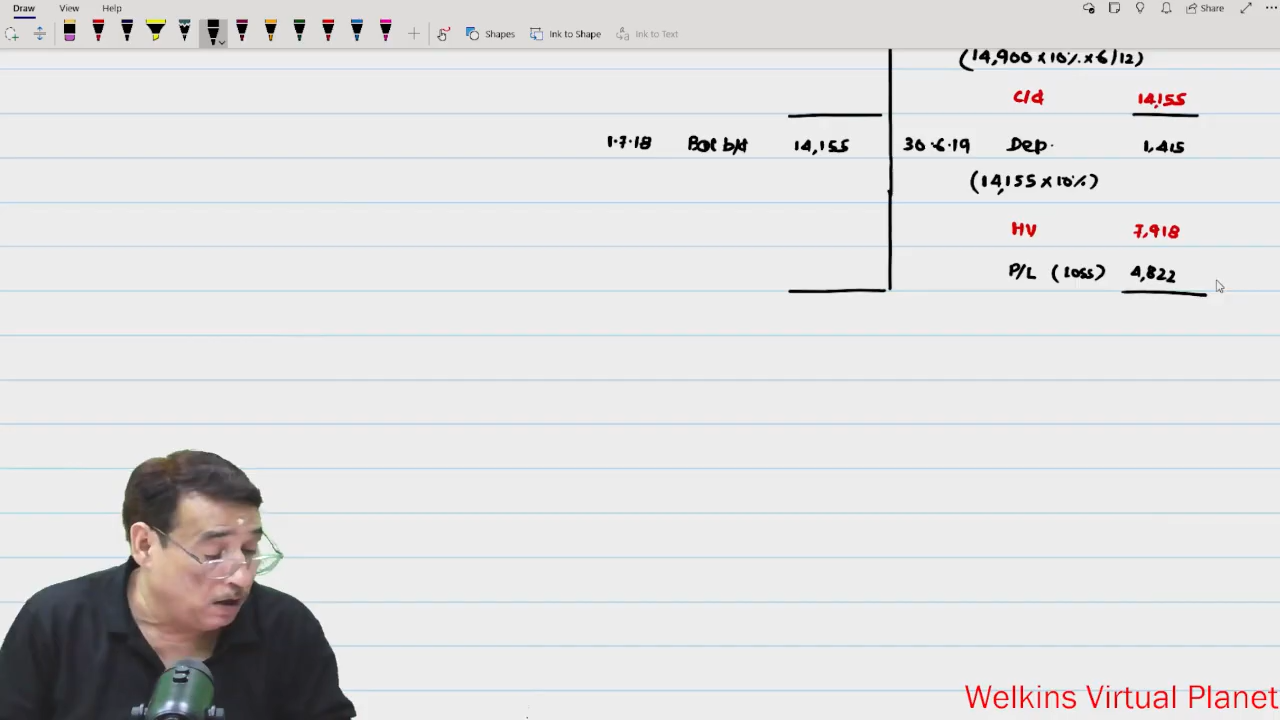 Draw View Help Share
Shapes Ink to Shape Ink to Text
(14,900 x 10% x 6/12)
c/d 14,155
1.7.18 Bal b/f 14,155 30.6.19 Dep. 1,415
(14,155 x 10%)
HV 7,918
P/L (Loss) 4,822
Welkins Virtual Planet